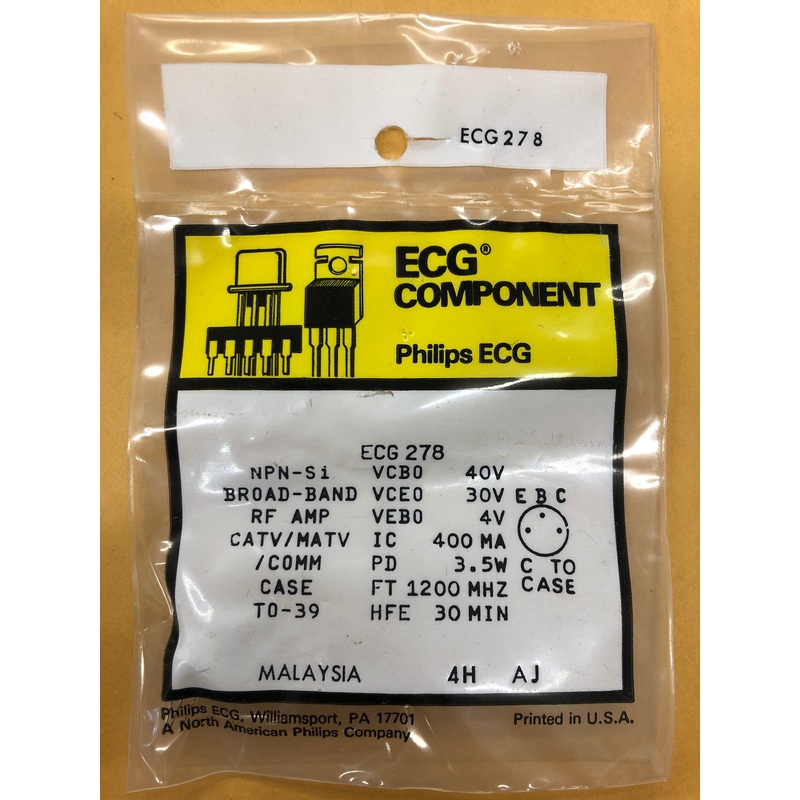 ECG278
ECG®
COMPONENT
Philips ECG
ECG 278
NPN-Si VCBO 40V
BROAD-BAND VCEO 30V E B C
RF AMP VEBO 4V
CATV/MATV IC 400 MA
/COMM PD 3.5W C TO
CASE FT 1200 MHZ CASE
TO-39 HFE 30 MIN
MALAYSIA 4H AJ
Philips ECG, Williamsport, PA 17701 Printed in U.S.A.
A North American Philips Company